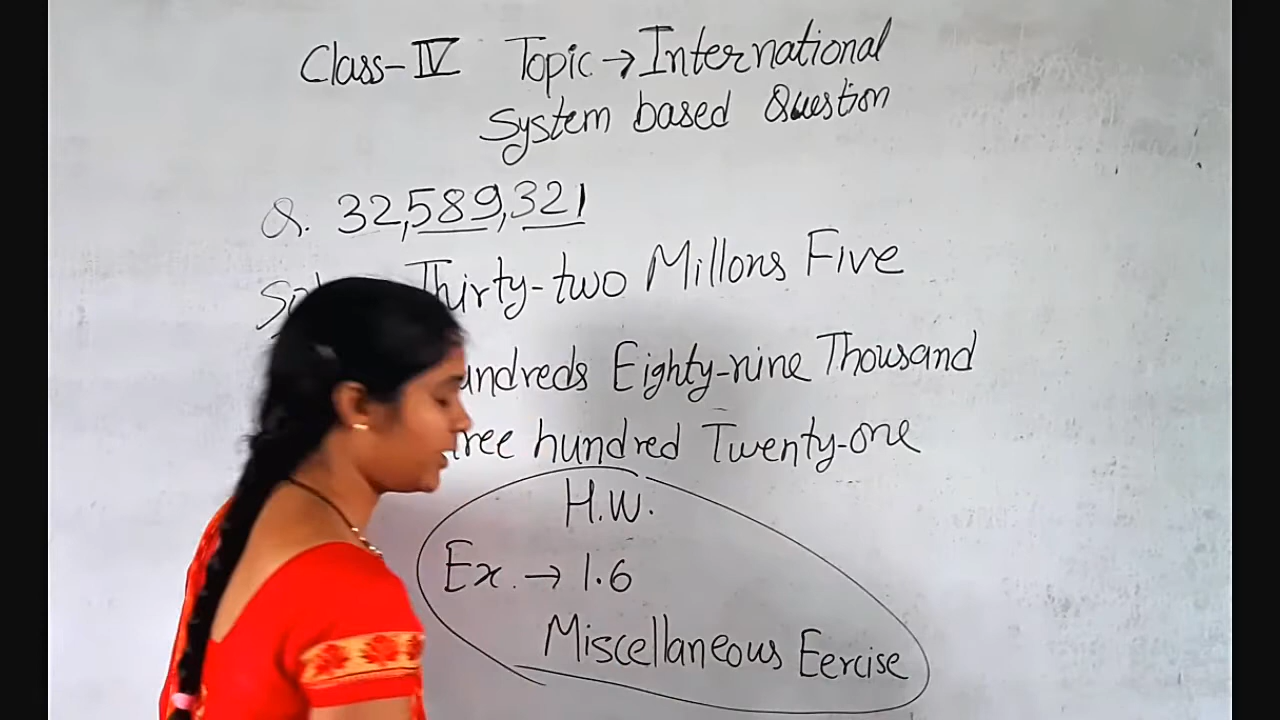 Class-IV Topic → International
System based Question
Q. 32,589,321
Thirty-two Millons Five
undreds Eighty-nine Thousand
ree hundred Twenty-one
H.W.
Ex. → 1.6
Miscellaneous Eercise